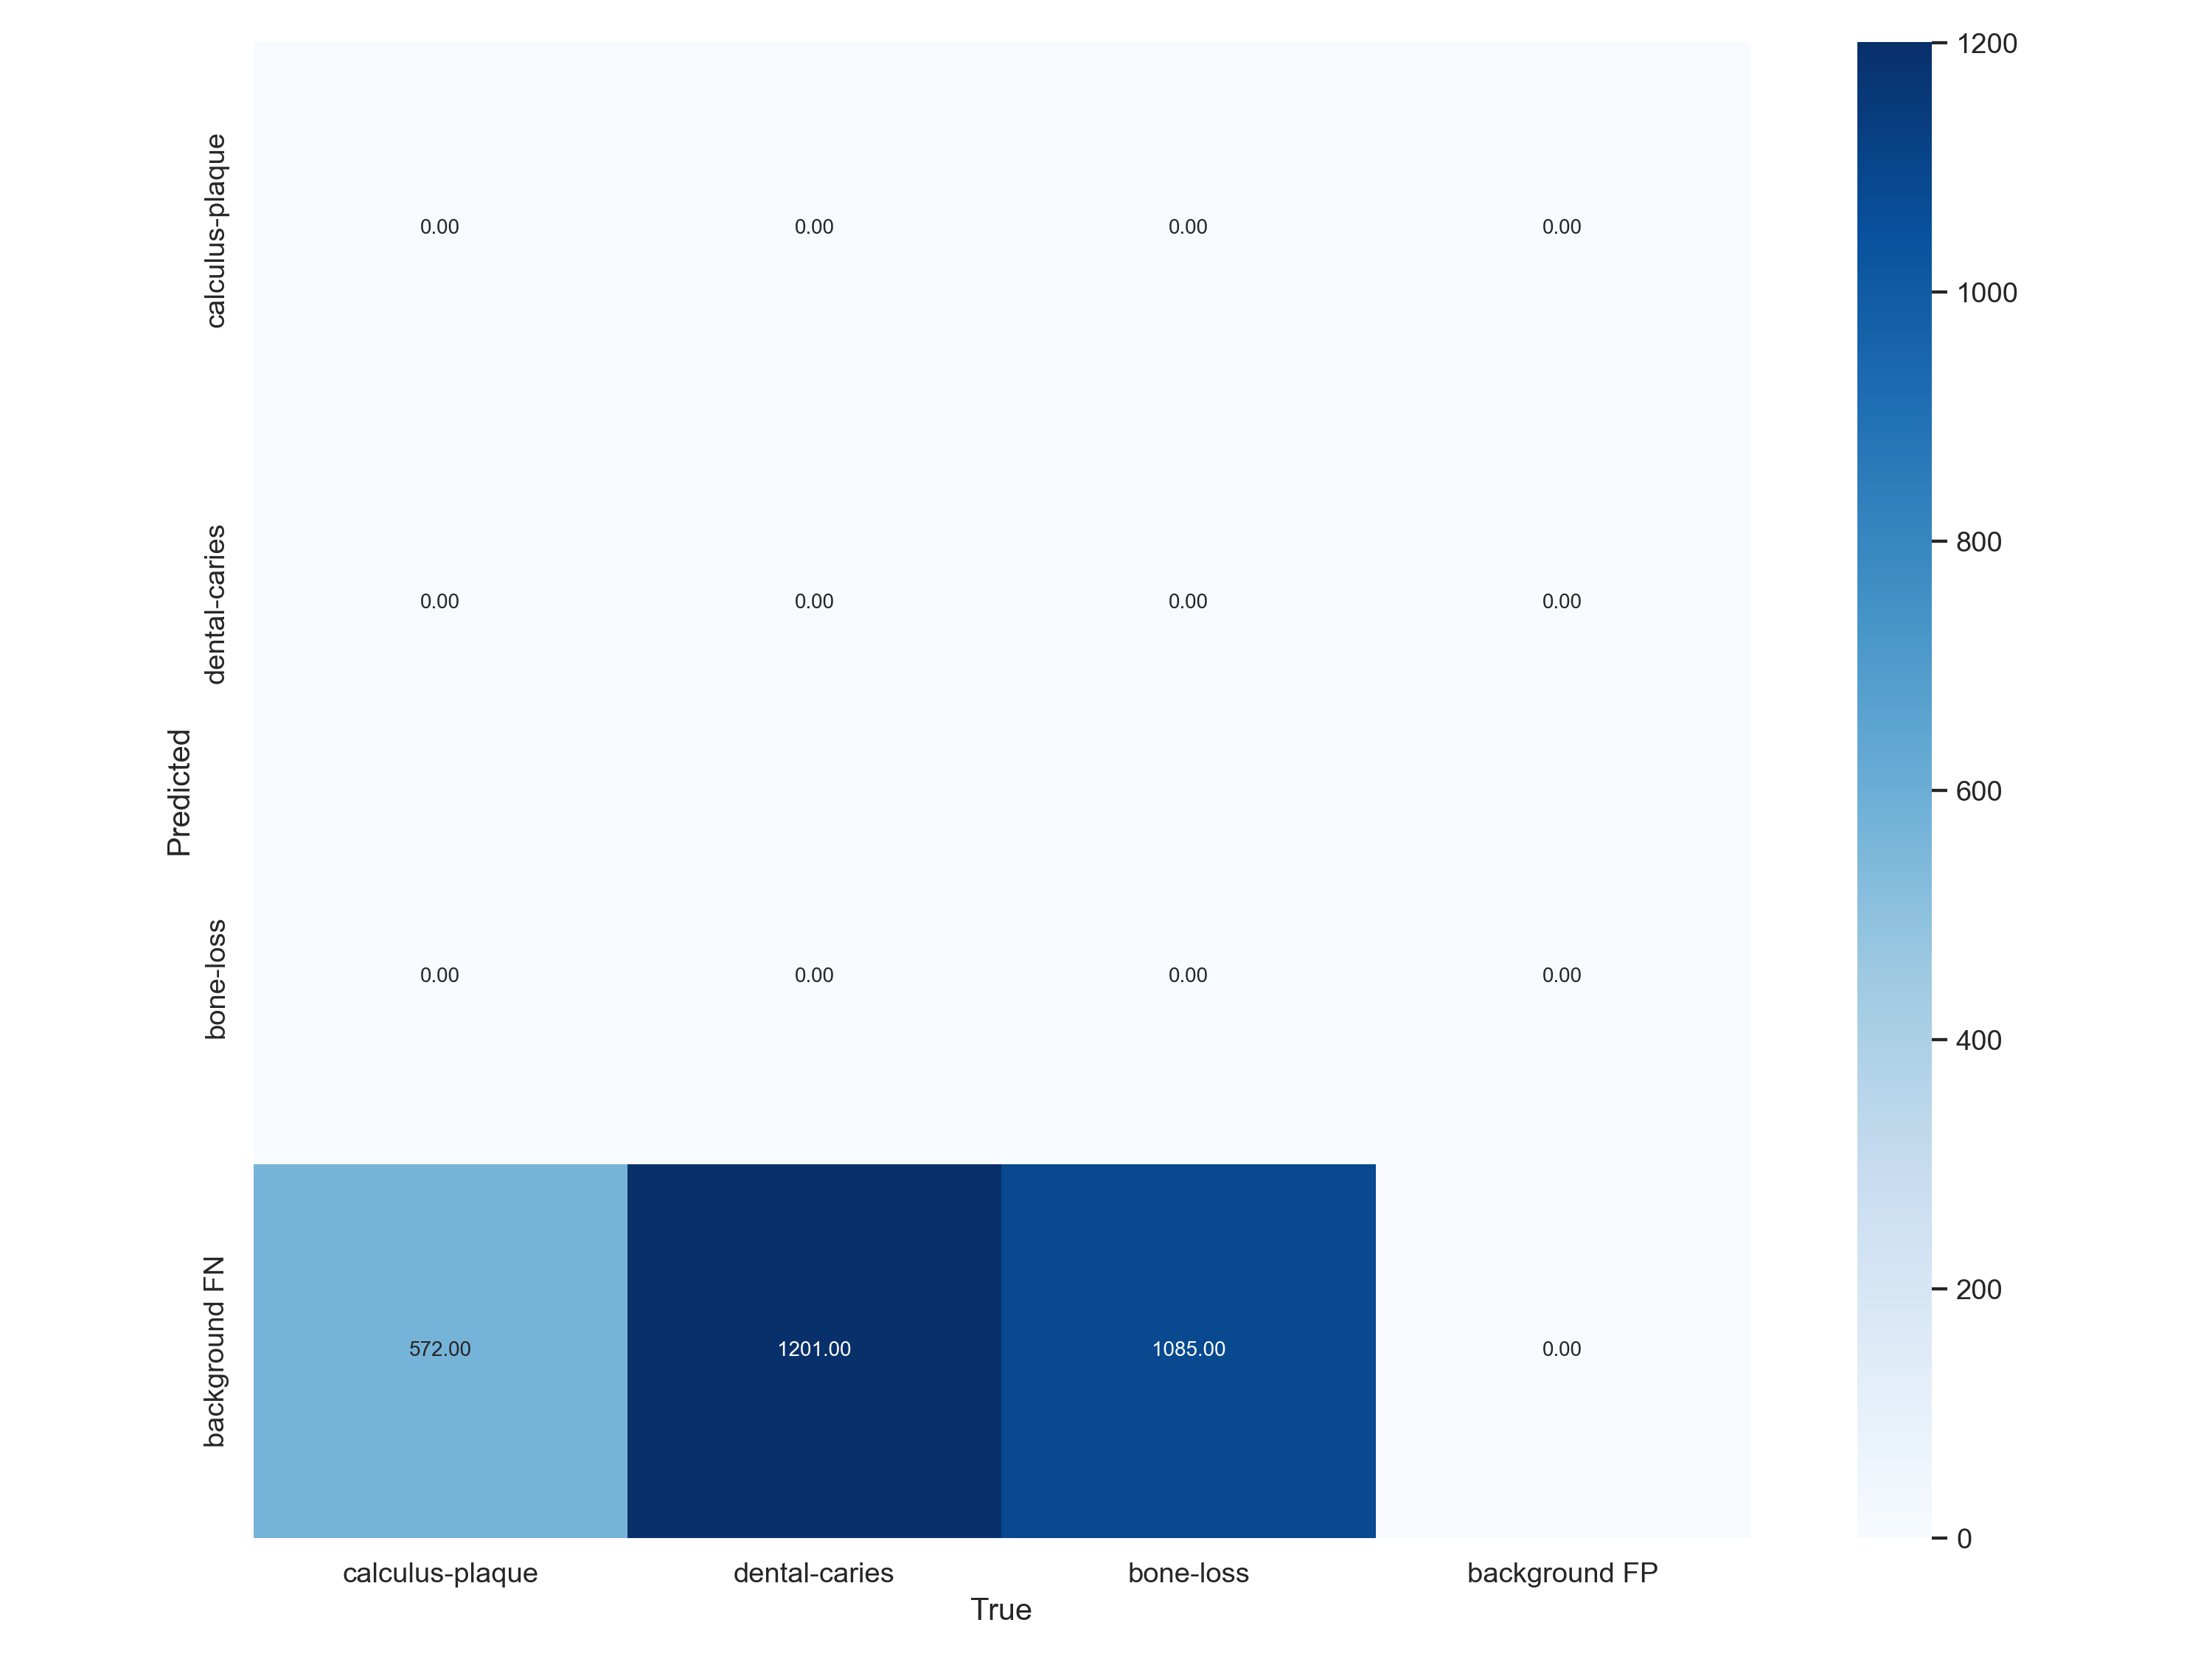 Predicted
calculus-plaque
0.00 0.00 0.00 0.00
dental-caries
0.00 0.00 0.00 0.00
bone-loss
0.00 0.00 0.00 0.00
background FN
572.00 1201.00 1085.00 0.00
calculus-plaque dental-caries bone-loss background FP
True
1200
1000
800
600
400
200
0